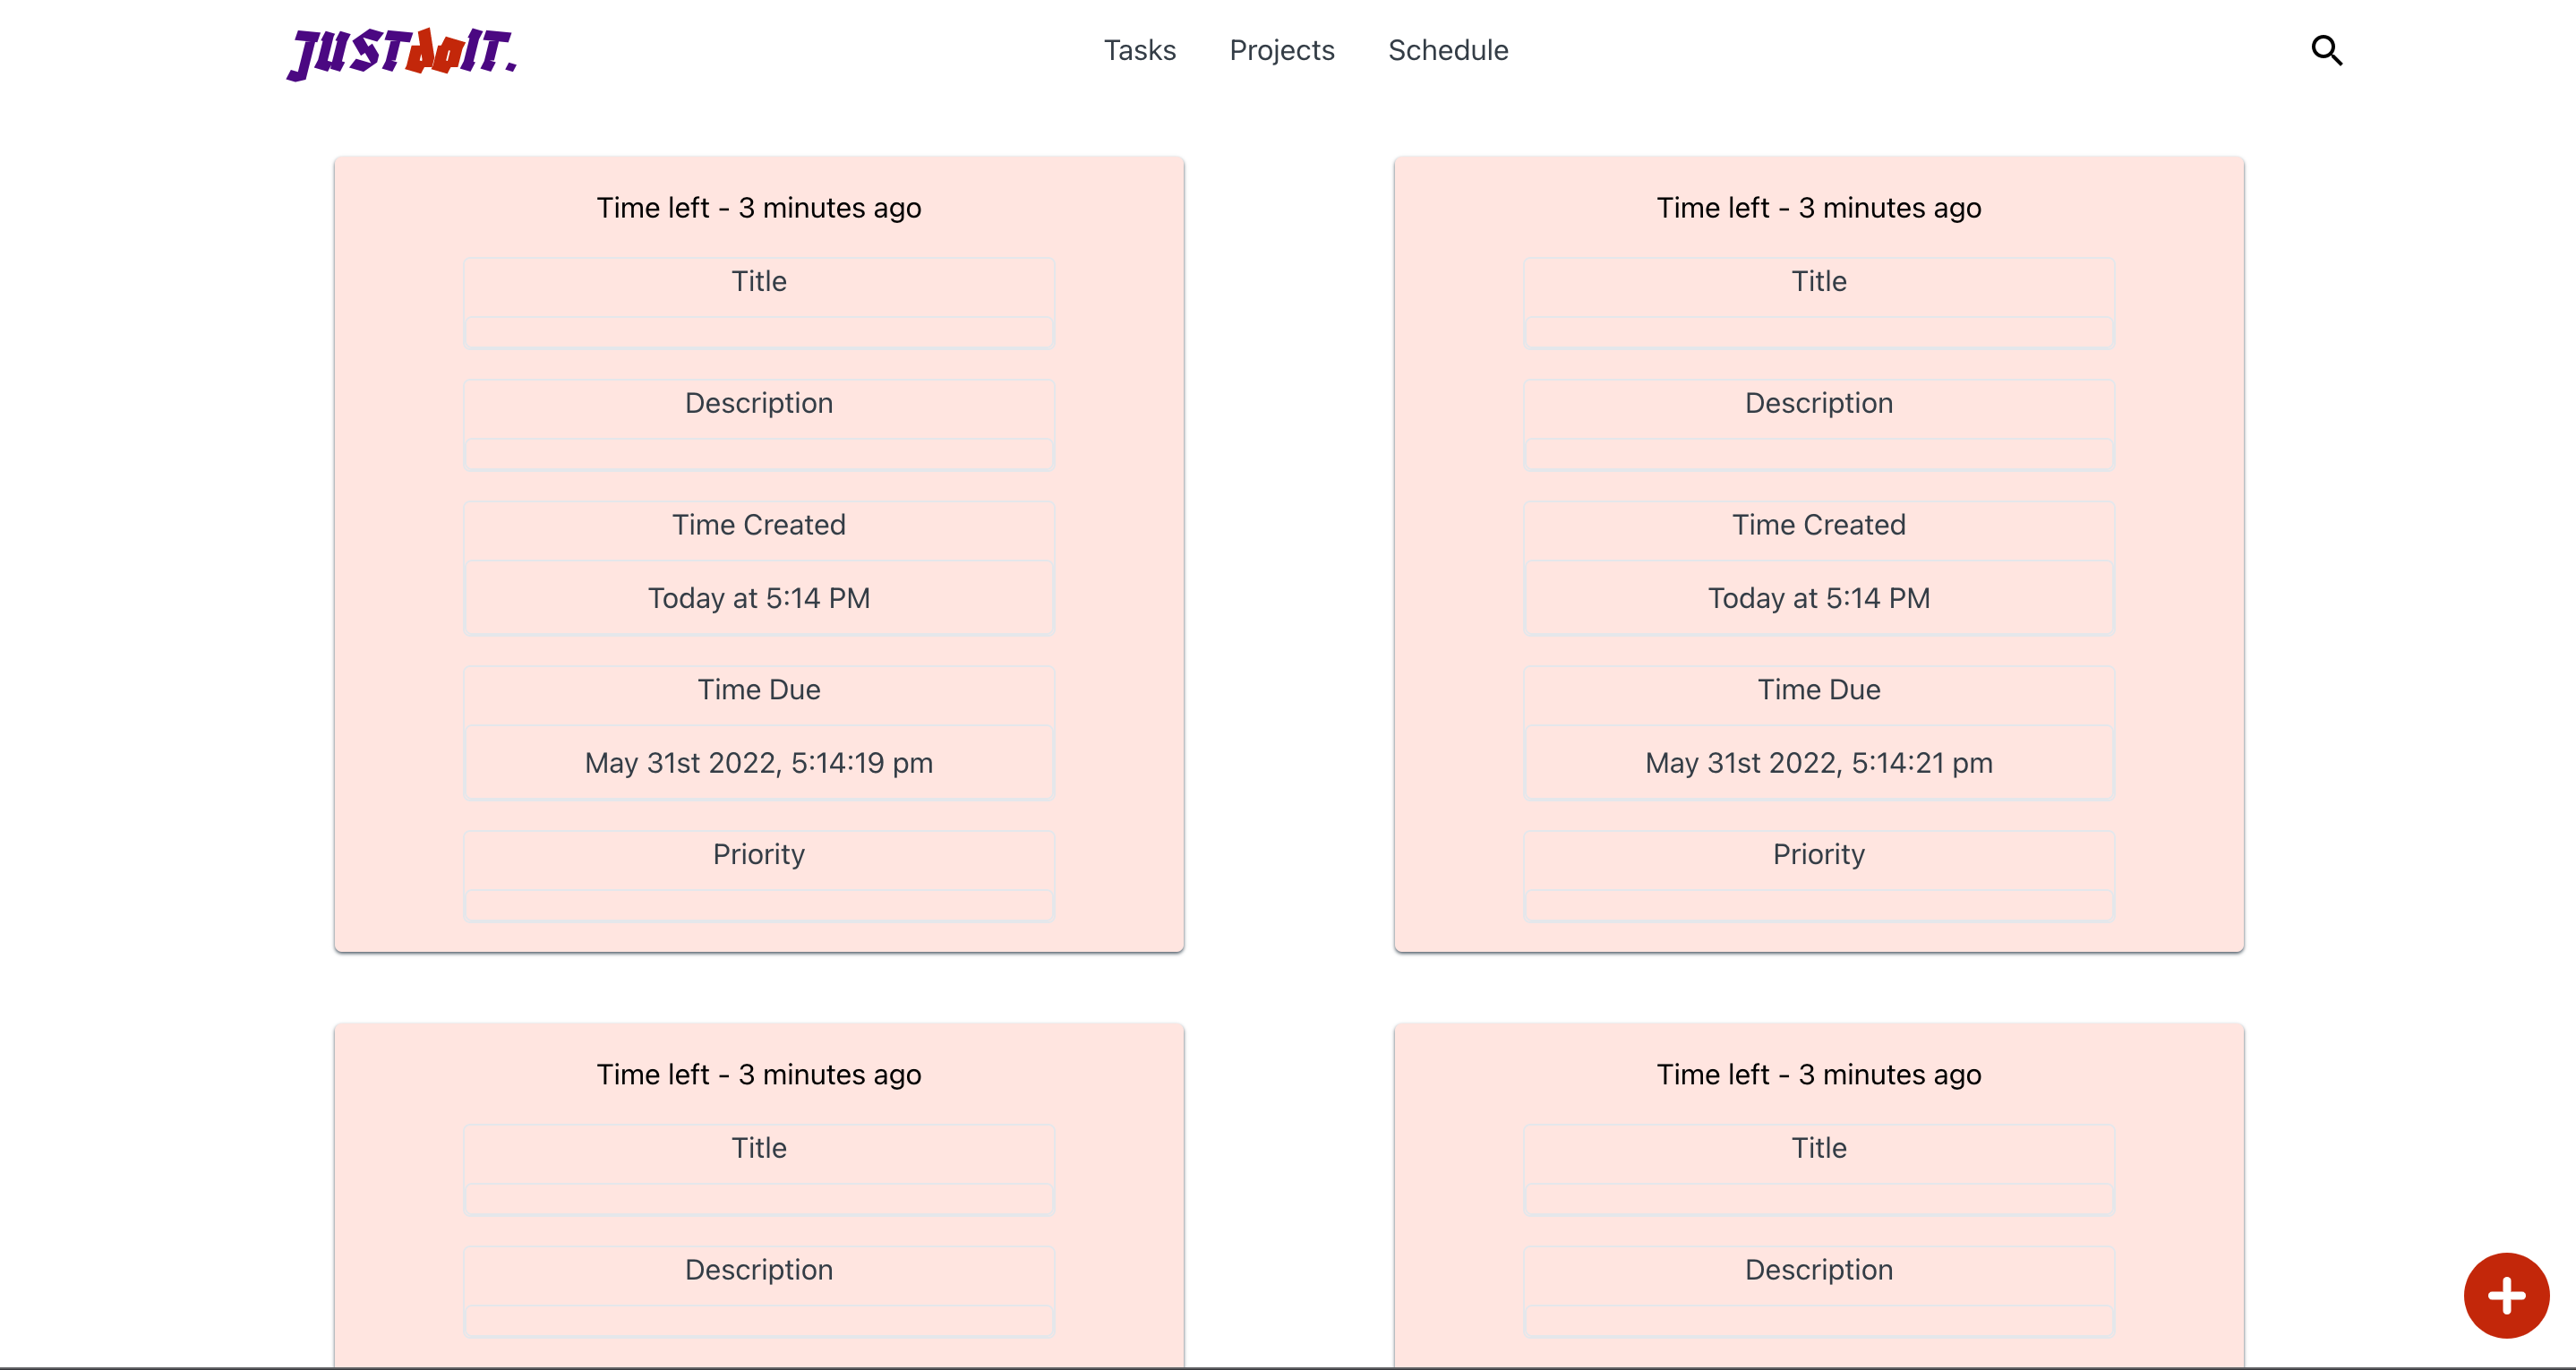 JUSTdoIT.
Tasks Projects Schedule
Time left - 3 minutes ago
Title
Description
Time Created
Today at 5:14 PM
Time Due
May 31st 2022, 5:14:19 pm
Priority
Time left - 3 minutes ago
Title
Description
Time Created
Today at 5:14 PM
Time Due
May 31st 2022, 5:14:21 pm
Priority
Time left - 3 minutes ago
Title
Description
Time left - 3 minutes ago
Title
Description